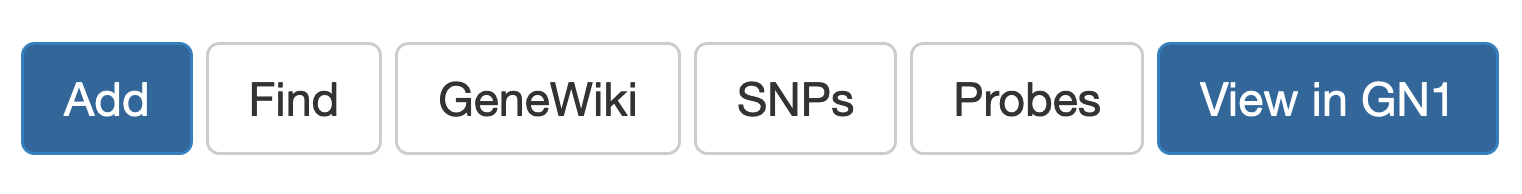 Add Find GeneWiki SNPs Probes View in GN1